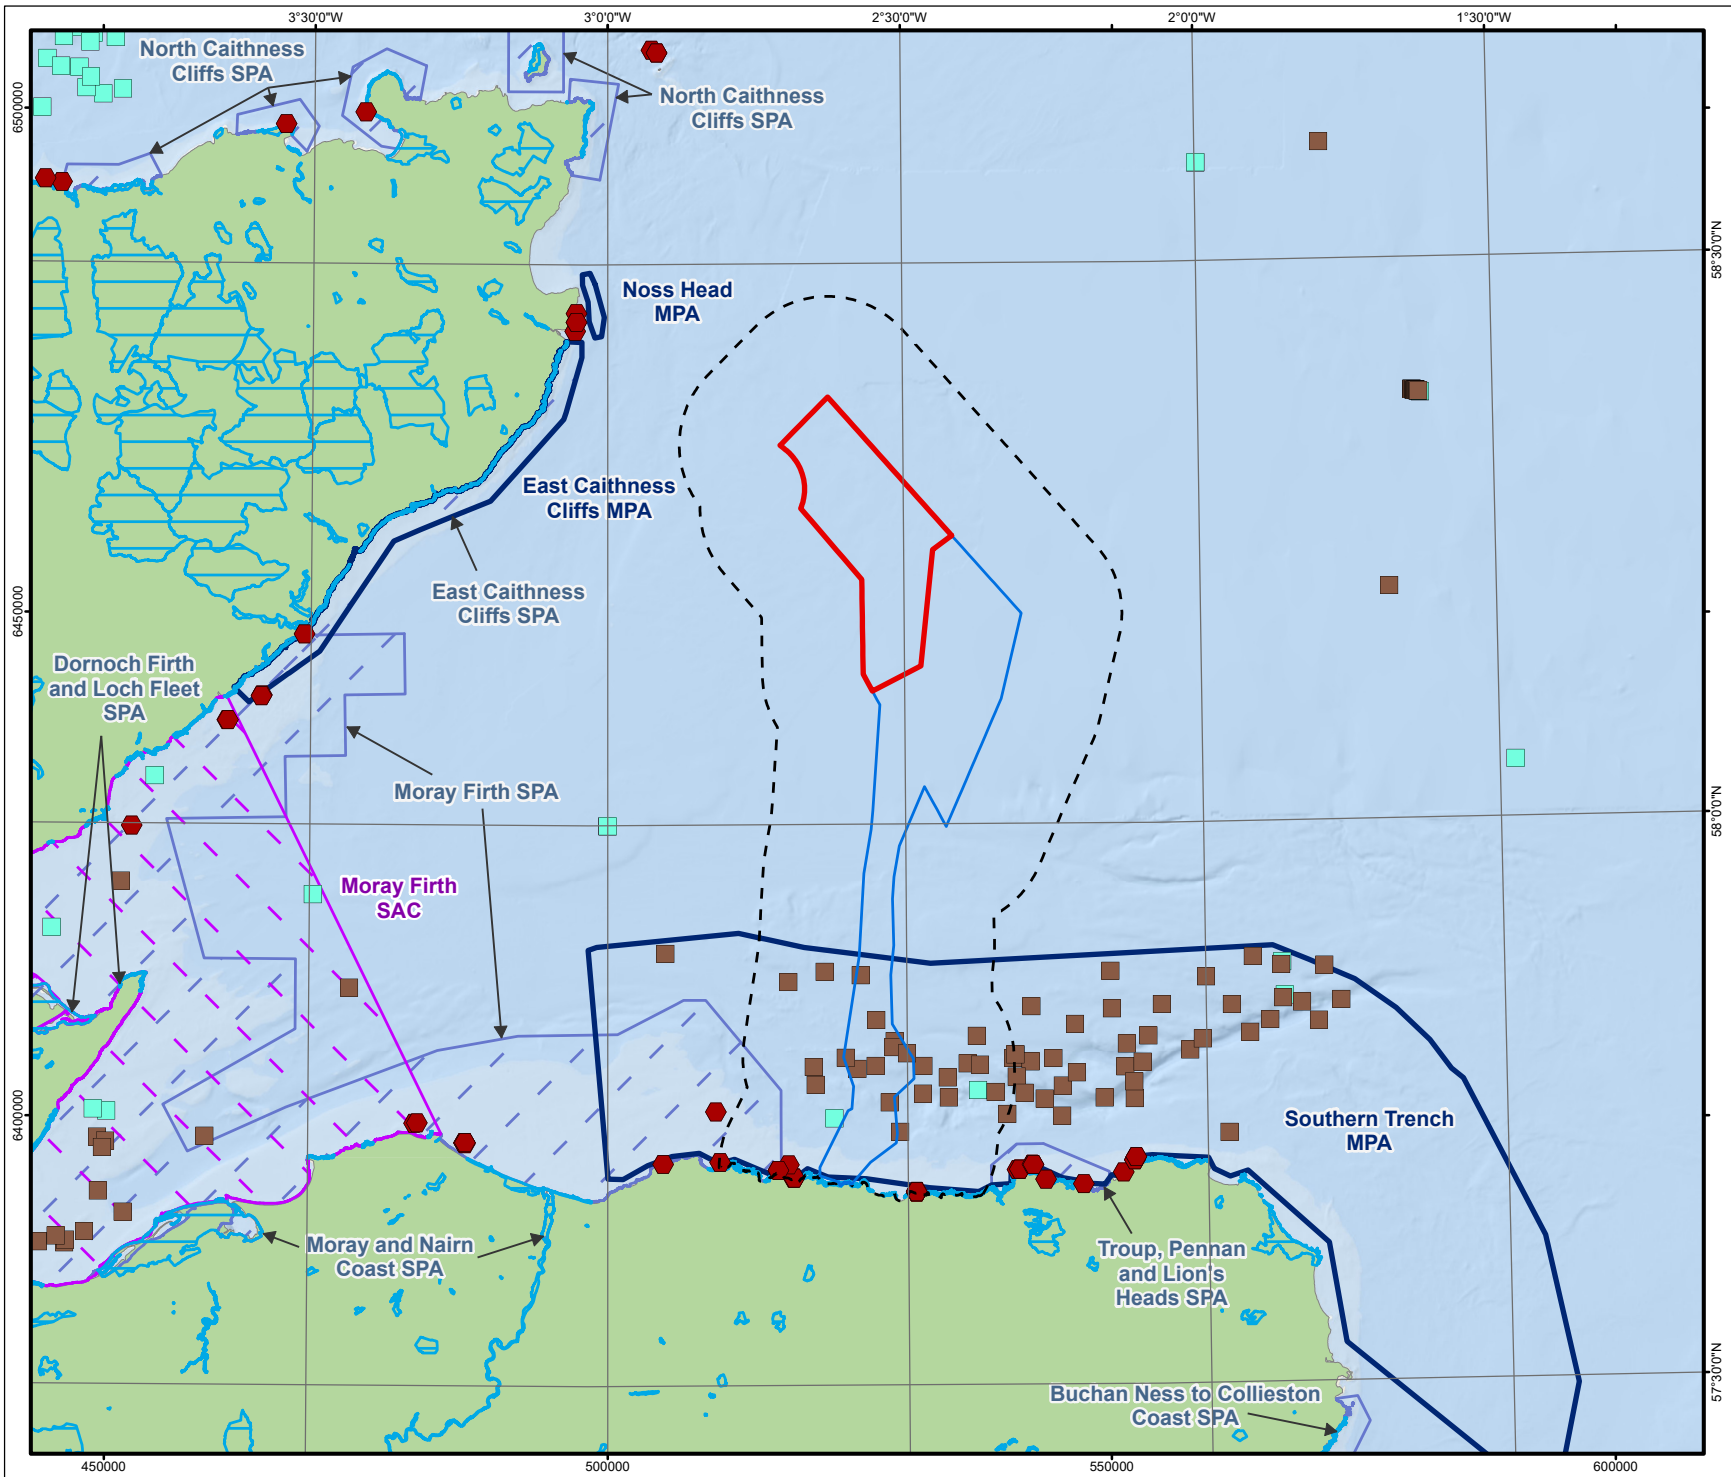 3°30'0"W
3°0'0"W
2°30'0"W
2°0'0"W
1°30'0"W
North Caithness
Cliffs SPA
North Caithness
Cliffs SPA
6500000
58°30'0"N
Noss Head
MPA
East Caithness
Cliffs MPA
East Caithness
Cliffs SPA
6450000
Dornoch Firth
and Loch Fleet
SPA
Moray Firth SPA
58°0'0"N
Moray Firth
SAC
6400000
Southern Trench
MPA
Moray and Nairn
Coast SPA
Troup, Pennan
and Lion's
Heads SPA
57°30'0"N
Buchan Ness to Collieston
Coast SPA
450000
500000
550000
600000